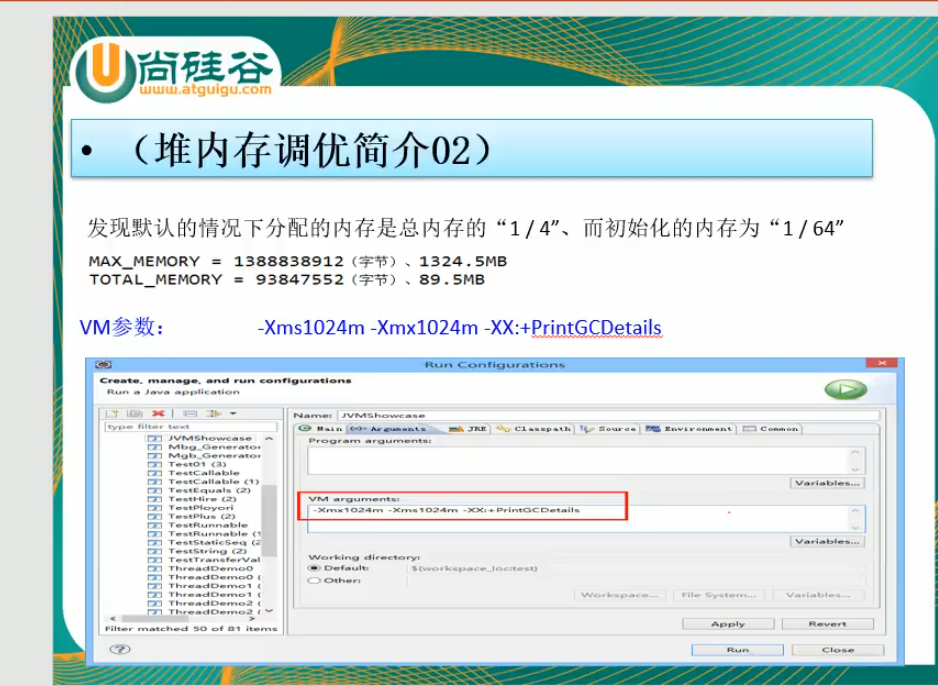 尚硅谷
www.atguigu.com
• （堆内存调优简介02）
发现默认的情况下分配的内存是总内存的“1 / 4”、而初始化的内存为“1 / 64”
MAX_MEMORY = 1388838912（字节）、1324.5MB
TOTAL_MEMORY = 93847552（字节）、89.5MB
VM参数： -Xms1024m -Xmx1024m -XX:+PrintGCDetails
Run Configurations
Create, manage, and run configurations
Run a Java application
type filter text
JVMShowcase
Mbg_Generator
Mgb_Generator
Test01 (3)
TestCallable
TestCallable (1)
TestEquals (2)
TestHire (2)
TestPloyori
TestPlus (2)
TestRunnable
TestRunnable (1
TestStaticSeq (2
TestString (2)
TestTransferVal
ThreadDemo0
ThreadDemo0 (
ThreadDemo1 (
ThreadDemo1 (
ThreadDemo2 (
ThreadDemo2 (
Filter matched 50 of 81 items
Name: JVMShowcase
Main (x)= Arguments JRE Classpath Source Environment Common
Program arguments:
Variables...
VM arguments:
-Xmx1024m -Xms1024m -XX:+PrintGCDetails
Variables...
Working directory:
Default: ${workspace_loc:test}
Other:
Workspace... File System... Variables...
Apply Revert
Run Close